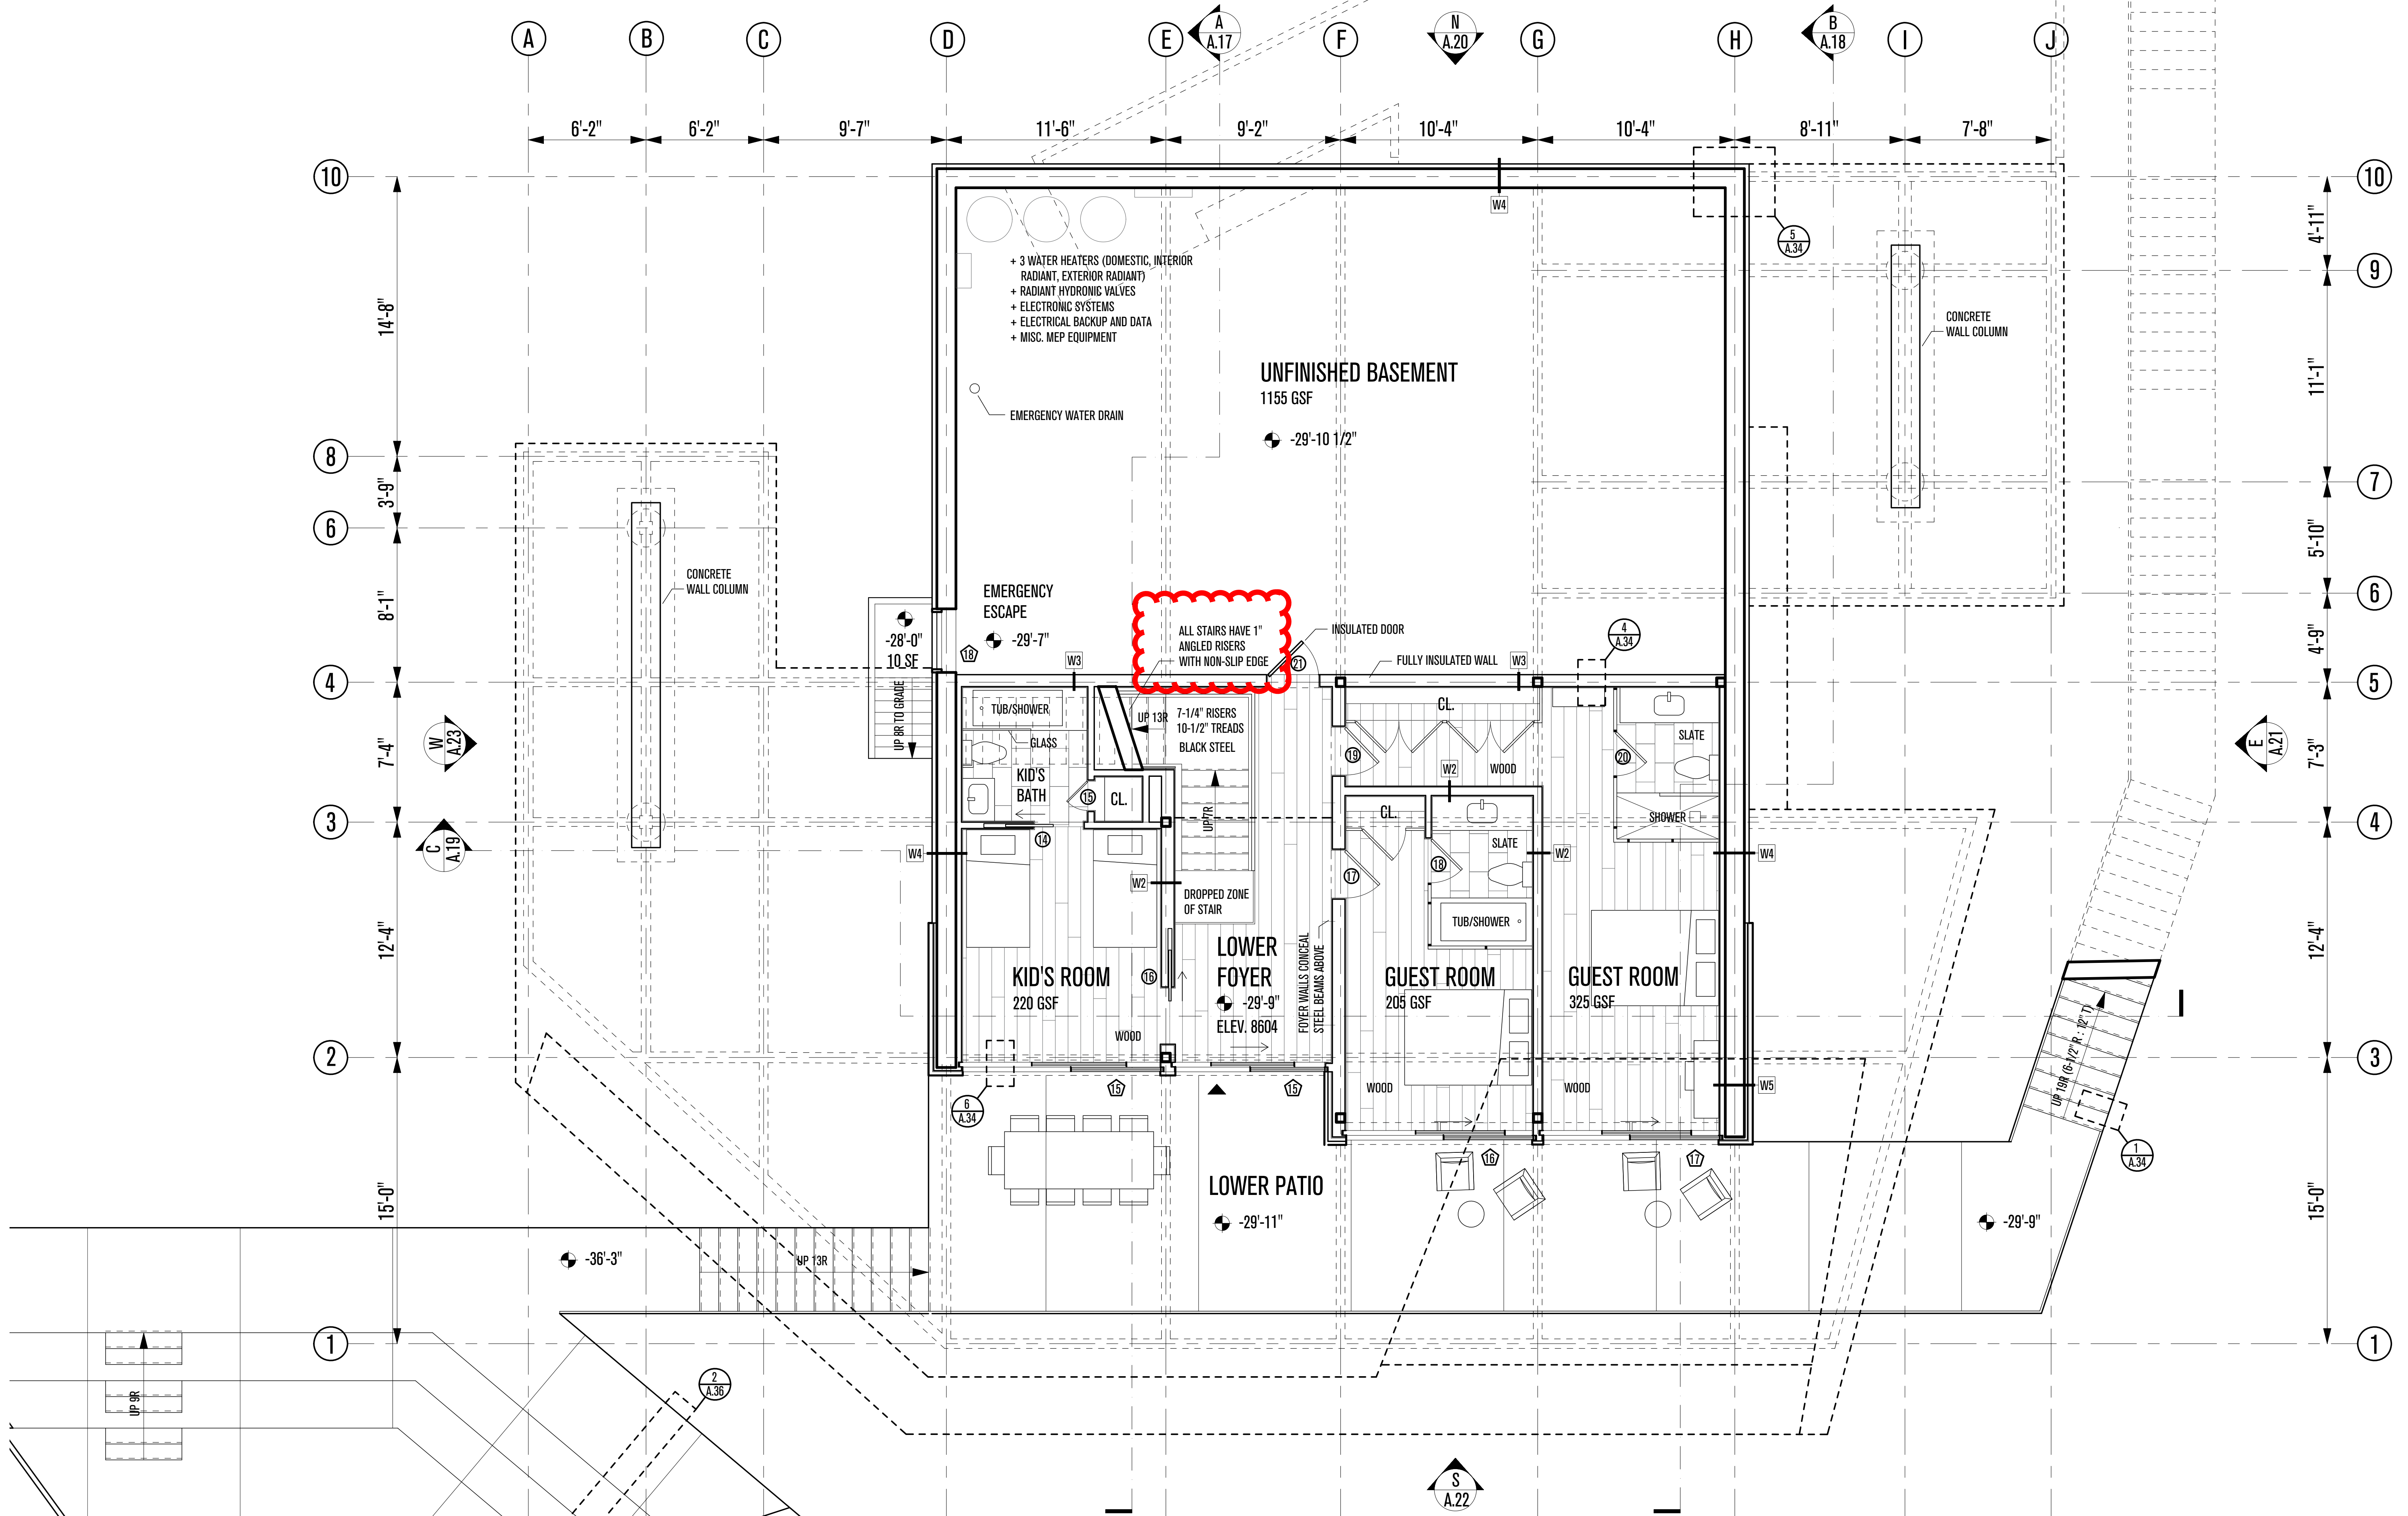 A B C D E F G H I J
A
A.17
N
A.20
B
A.18
6'-2" 6'-2" 9'-7" 11'-6" 9'-2" 10'-4" 10'-4" 8'-11" 7'-8"
10
10
W4
5
A.34
4'-11"
+ 3 WATER HEATERS (DOMESTIC, INTERIOR
RADIANT, EXTERIOR RADIANT)
+ RADIANT HYDRONIC VALVES
+ ELECTRONIC SYSTEMS
+ ELECTRICAL BACKUP AND DATA
+ MISC. MEP EQUIPMENT
9
14'-8"
CONCRETE
WALL COLUMN
11'-1"
UNFINISHED BASEMENT
1155 GSF
EMERGENCY WATER DRAIN
-29'-10 1/2"
8
3'-9"
7
6
5'-10"
CONCRETE
WALL COLUMN
6
8'-1"
EMERGENCY
ESCAPE
-29'-7"
-28'-0"
10 SF
18
ALL STAIRS HAVE 1"
ANGLED RISERS
WITH NON-SLIP EDGE
INSULATED DOOR
21
4
A.34
4'-9"
W3
FULLY INSULATED WALL
W3
4
5
UP 8R TO GRADE
TUB/SHOWER
GLASS
UP 13R
7-1/4" RISERS
10-1/2" TREADS
BLACK STEEL
CL.
SLATE
20
19
W2
WOOD
W
A.23
7'-4"
7'-3"
E
A.21
KID'S
BATH
15
CL.
CL.
UP 7R
SHOWER
3
4
C
A.19
14
W4
W2
SLATE
18
W2
W4
17
DROPPED ZONE
OF STAIR
TUB/SHOWER
12'-4"
12'-4"
LOWER
FOYER
-29'-9"
ELEV. 8604
FOYER WALLS CONCEAL
STEEL BEAMS ABOVE
KID'S ROOM
220 GSF
16
GUEST ROOM
205 GSF
GUEST ROOM
325 GSF
WOOD
2
3
UP 19R (6-1/2" R : 12" T)
15
15
WOOD
WOOD
W5
6
A.34
16
17
1
A.34
LOWER PATIO
-29'-11"
-29'-9"
15'-0"
15'-0"
-36'-3"
UP 13R
1
1
2
A.36
UP 9R
S
A.22